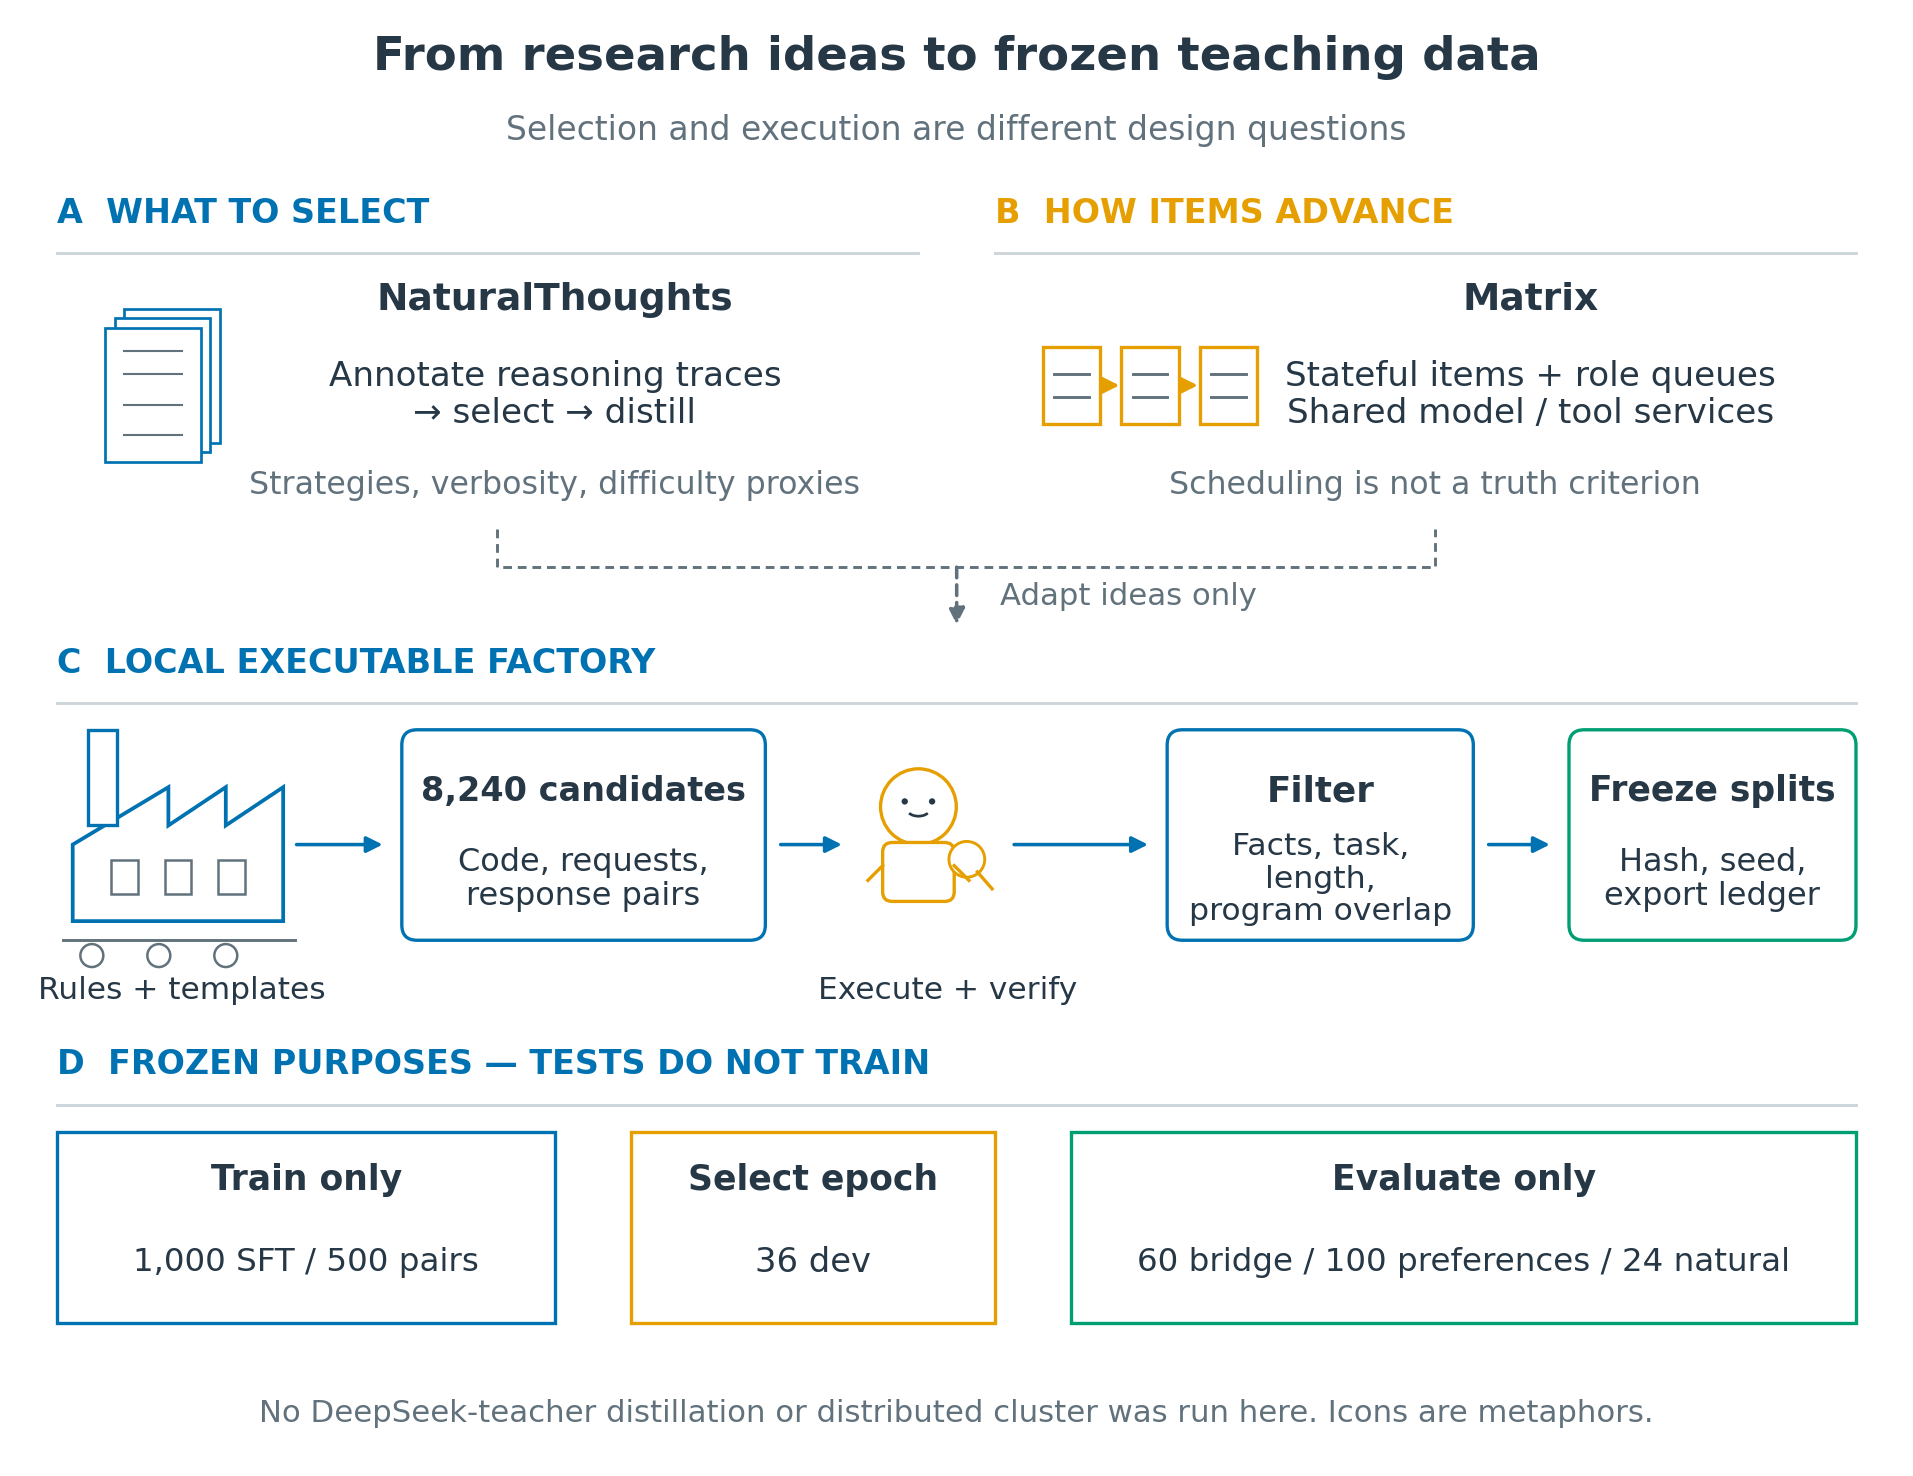 From research ideas to frozen teaching data
Selection and execution are different design questions
A WHAT TO SELECT
B HOW ITEMS ADVANCE
NaturalThoughts
Annotate reasoning traces
→ select → distill
Strategies, verbosity, difficulty proxies
Matrix
Stateful items + role queues
Shared model / tool services
Scheduling is not a truth criterion
Adapt ideas only
C LOCAL EXECUTABLE FACTORY
Rules + templates
8,240 candidates
Code, requests,
response pairs
Execute + verify
Filter
Facts, task,
length,
program overlap
Freeze splits
Hash, seed,
export ledger
D FROZEN PURPOSES — TESTS DO NOT TRAIN
Train only
1,000 SFT / 500 pairs
Select epoch
36 dev
Evaluate only
60 bridge / 100 preferences / 24 natural
No DeepSeek-teacher distillation or distributed cluster was run here. Icons are metaphors.